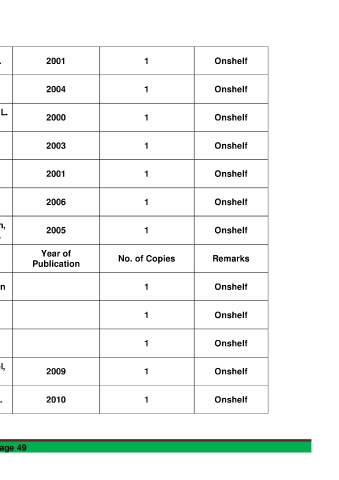 . 2001 1 Onshelf
2004 1 Onshelf
L.
2000 1 Onshelf
2003 1 Onshelf
2001 1 Onshelf
2006 1 Onshelf
n,
2005 1 Onshelf
.
Year of
Publication No. of Copies Remarks
n 1 Onshelf
1 Onshelf
1 Onshelf
l,
2009 1 Onshelf
. 2010 1 Onshelf
age 49